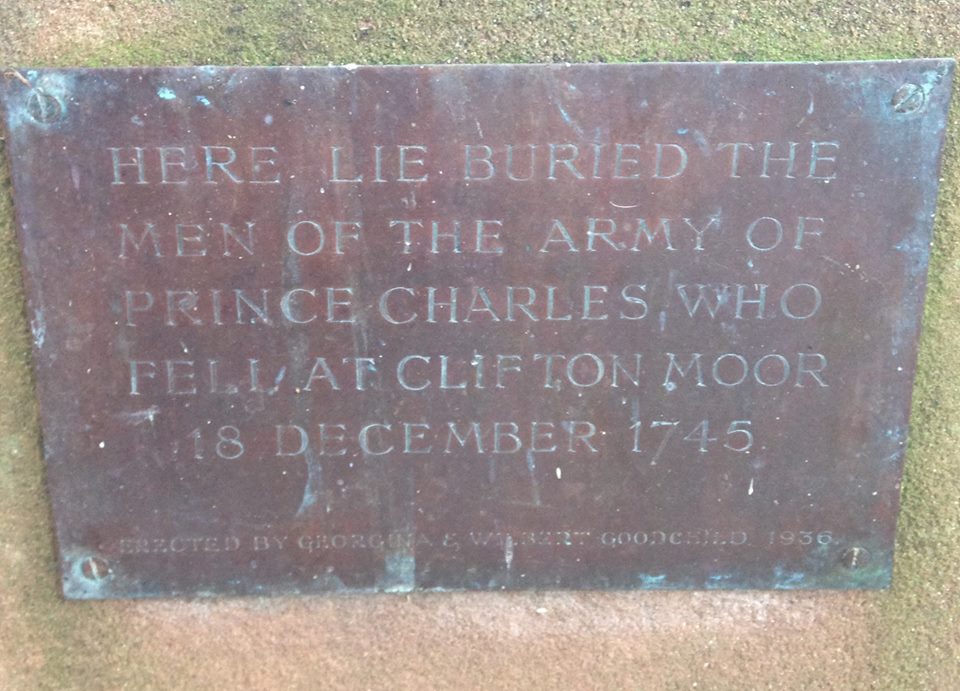 HERE LIE BURIED THE
MEN OF THE ARMY OF
PRINCE CHARLES WHO
FELL AT CLIFTON MOOR
18 DECEMBER 1745
ERECTED BY GEORGINA & WILBERT GOODCHILD 1936